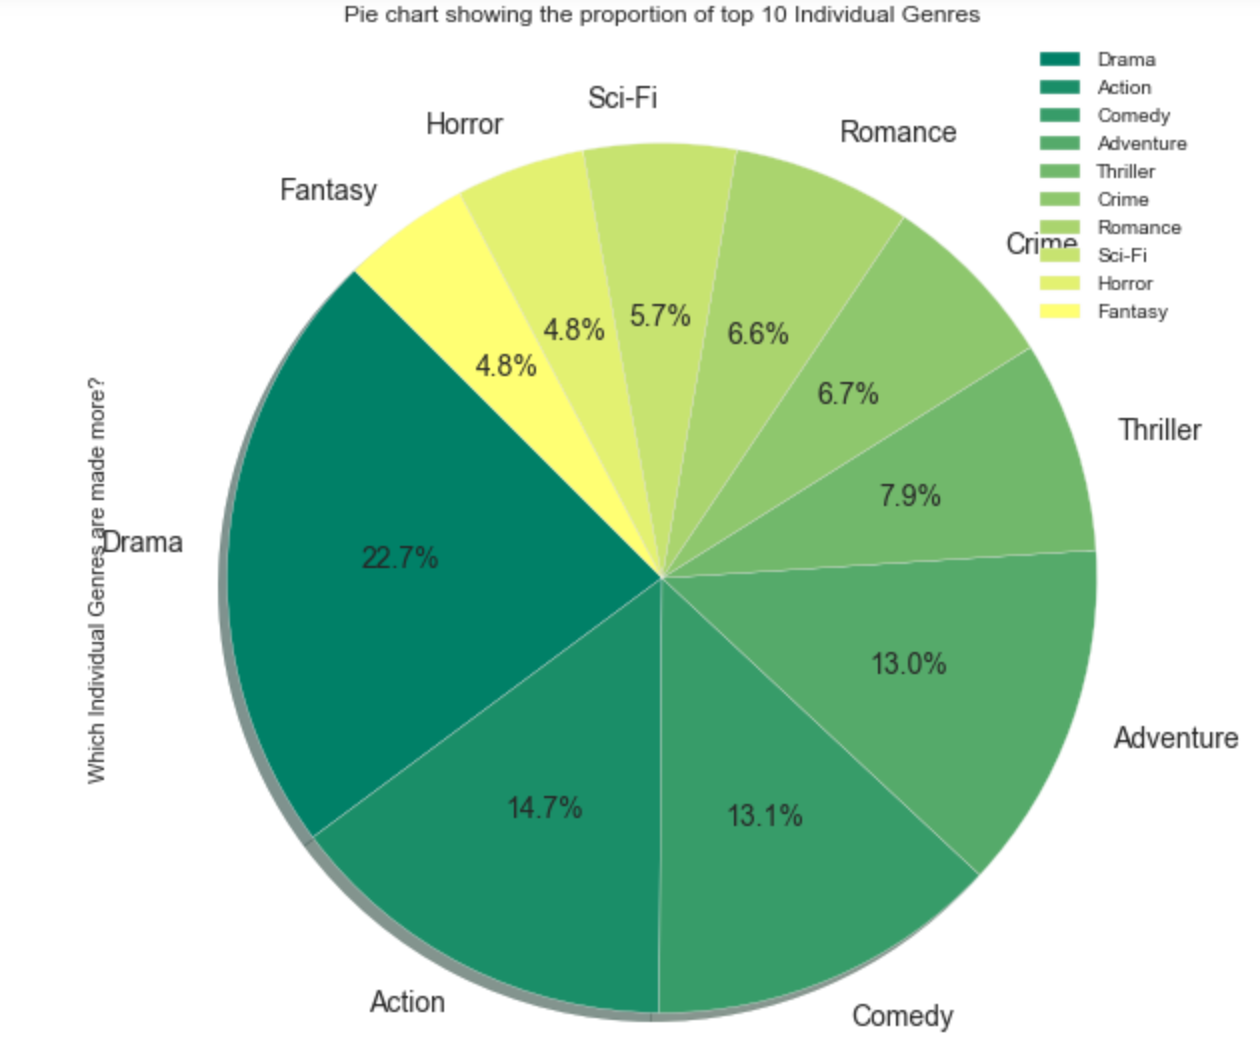 Pie chart showing the proportion of top 10 Individual Genres
Drama
Action
Comedy
Adventure
Thriller
Crime
Romance
Sci-Fi
Horror
Fantasy
Sci-Fi
Horror
Romance
Fantasy
Crime
Thriller
Drama
Adventure
Action
Comedy
5.7%
4.8%
6.6%
4.8%
6.7%
7.9%
22.7%
13.0%
14.7%
13.1%
Which Individual Genres are made more?